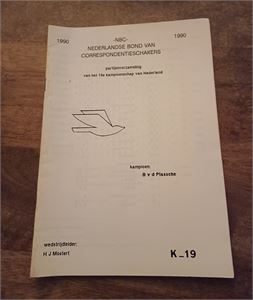 1990 -NBC- 1990
NEDERLANDSE BOND VAN
CORRESPONDENTIESCHAKERS
partijenverzameling
van het 19e kampioenschap van Nederland
kampioen:
B v d Plassche
wedstrijdleider:
H J Mostert
K_19